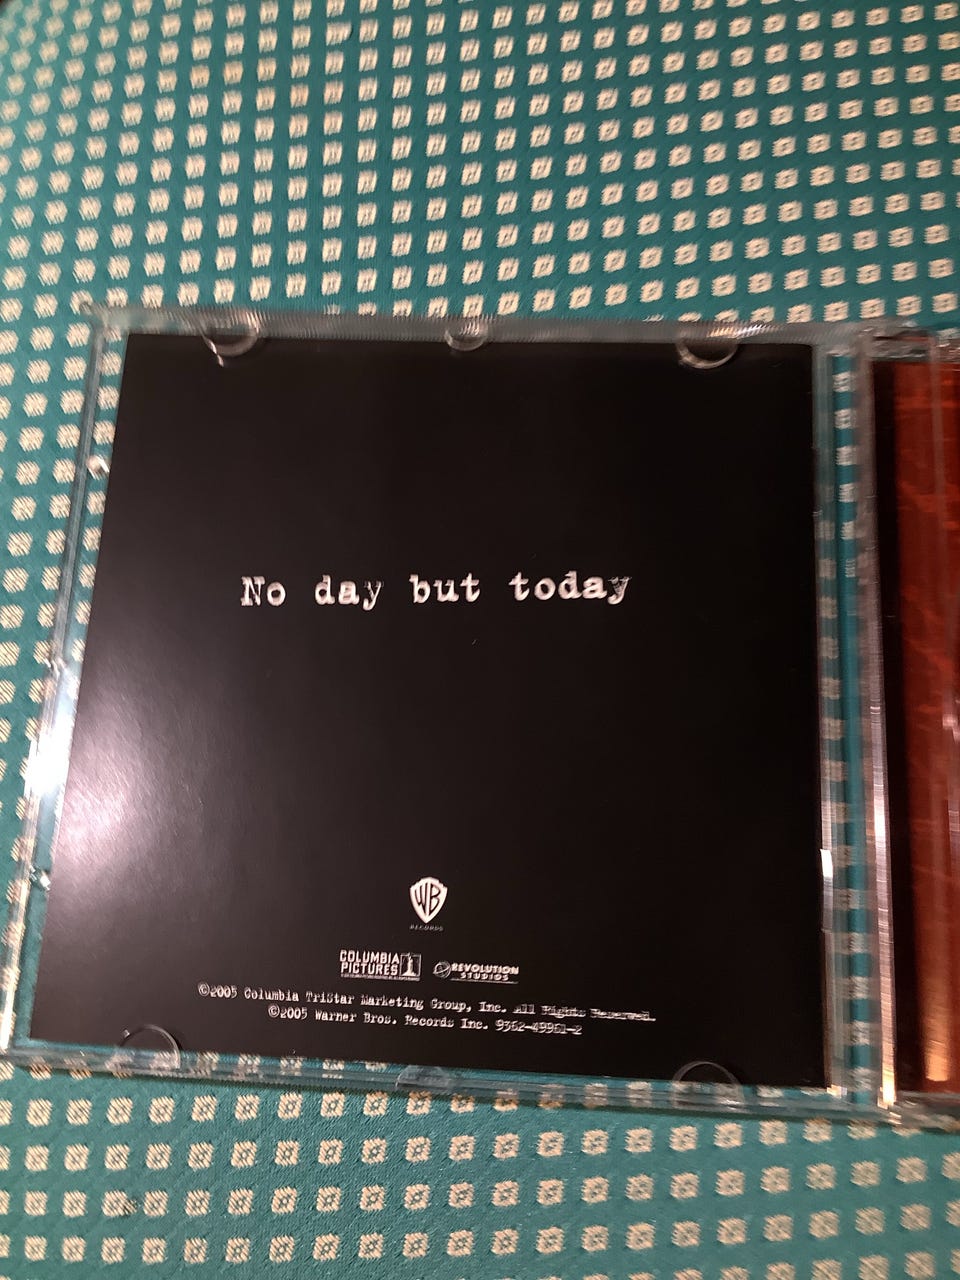 No day but today
WB
RECORDS
COLUMBIA
PICTURES
REVOLUTION
STUDIOS
©2005 Columbia TriStar Marketing Group, Inc. All Rights Reserved.
©2005 Warner Bros. Records Inc. 9362-49961-2